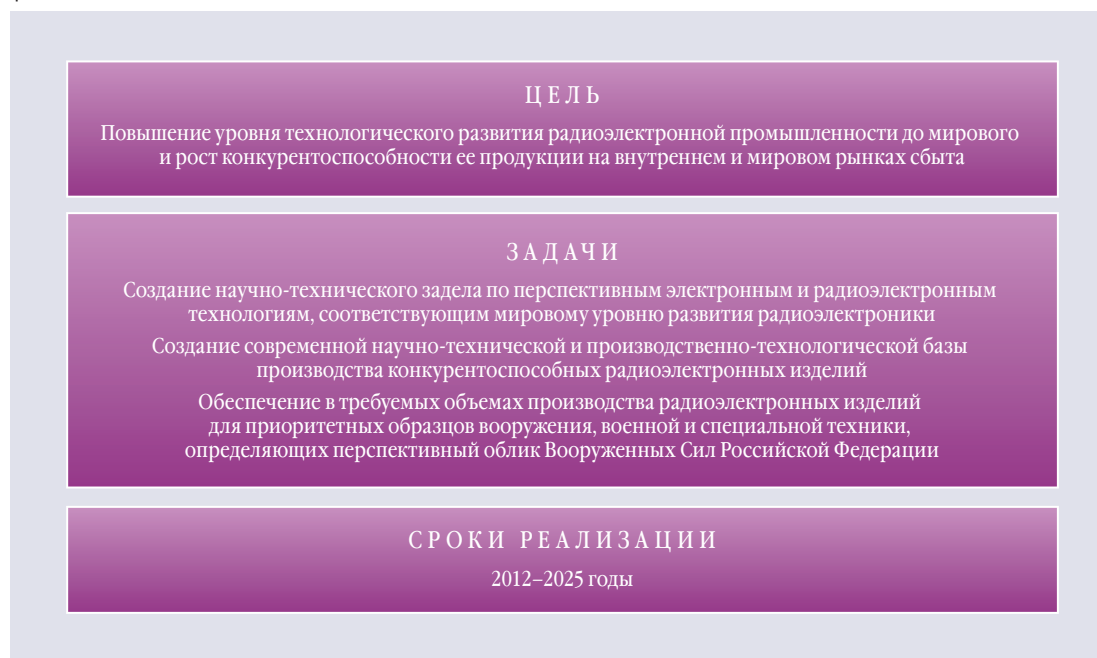 ЦЕЛЬ
Повышение уровня технологического развития радиоэлектронной промышленности до мирового
и рост конкурентоспособности ее продукции на внутреннем и мировом рынках сбыта
ЗАДАЧИ
Создание научно-технического задела по перспективным электронным и радиоэлектронным
технологиям, соответствующим мировому уровню развития радиоэлектроники
Создание современной научно-технической и производственно-технологической базы
производства конкурентоспособных радиоэлектронных изделий
Обеспечение в требуемых объемах производства радиоэлектронных изделий
для приоритетных образцов вооружения, военной и специальной техники,
определяющих перспективный облик Вооруженных Сил Российской Федерации
СРОКИ РЕАЛИЗАЦИИ
2012–2025 годы